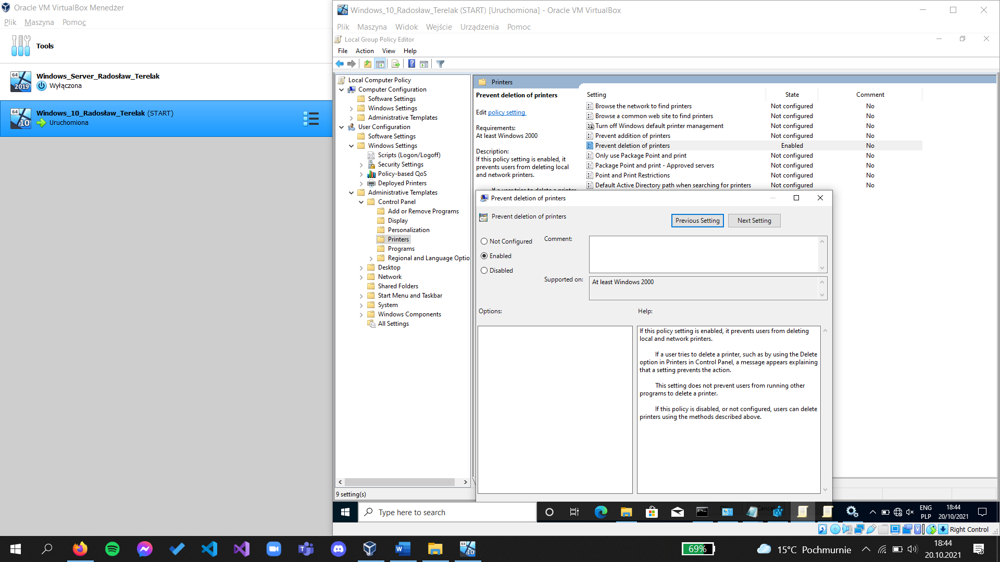 Oracle VM VirtualBox Menedżer
Plik Maszyna Pomoc
Tools
Windows_Server_Radosław_Terelak
Wyłączona
Windows_10_Radosław_Terelak (START)
Uruchomiona
64
2019
64
10
Windows_10_Radosław_Terelak (START) [Uruchomiona] - Oracle VM VirtualBox
Plik Maszyna Widok Wejście Urządzenia Pomoc
Local Group Policy Editor
File Action View Help
Local Computer Policy
Computer Configuration
Software Settings
Windows Settings
Administrative Templates
User Configuration
Software Settings
Windows Settings
Scripts (Logon/Logoff)
Security Settings
Policy-based QoS
Deployed Printers
Administrative Templates
Control Panel
Add or Remove Programs
Display
Personalization
Printers
Programs
Regional and Language Optio
Desktop
Network
Shared Folders
Start Menu and Taskbar
System
Windows Components
All Settings
9 setting(s)
Printers
Prevent deletion of printers
Edit policy setting
Requirements:
At least Windows 2000
Description:
If this policy setting is enabled, it
prevents users from deleting local
and network printers.
If a user tries to delete a printer
Setting State Comment
Browse the network to find printers Not configured No
Browse a common web site to find printers Not configured No
Turn off Windows default printer management Not configured No
Prevent addition of printers Not configured No
Prevent deletion of printers Enabled No
Only use Package Point and print Not configured No
Package Point and print - Approved servers Not configured No
Point and Print Restrictions Not configured No
Default Active Directory path when searching for printers Not configured No
Prevent deletion of printers
Prevent deletion of printers
Previous Setting Next Setting
Not Configured
Enabled
Disabled
Comment:
Supported on:
At least Windows 2000
Options:
Help:
If this policy setting is enabled, it prevents users from deleting
local and network printers.
If a user tries to delete a printer, such as by using the Delete
option in Printers in Control Panel, a message appears explaining
that a setting prevents the action.
This setting does not prevent users from running other
programs to delete a printer.
If this policy is disabled, or not configured, users can delete
printers using the methods described above.
Type here to search
ENG
PLP
18:44
20/10/2021
Right Control
69%
15°C Pochmurnie
18:44
20.10.2021